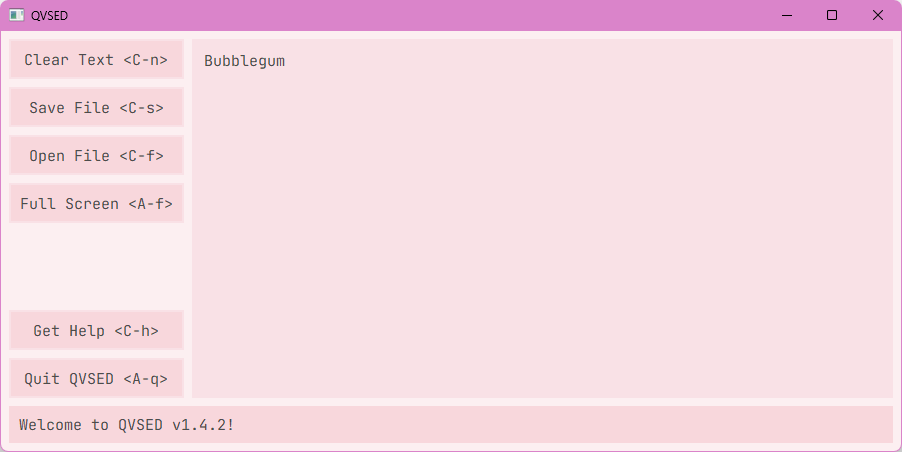 QVSED
Clear Text <C-n>
Save File <C-s>
Open File <C-f>
Full Screen <A-f>
Get Help <C-h>
Quit QVSED <A-q>
Bubblegum
Welcome to QVSED v1.4.2!